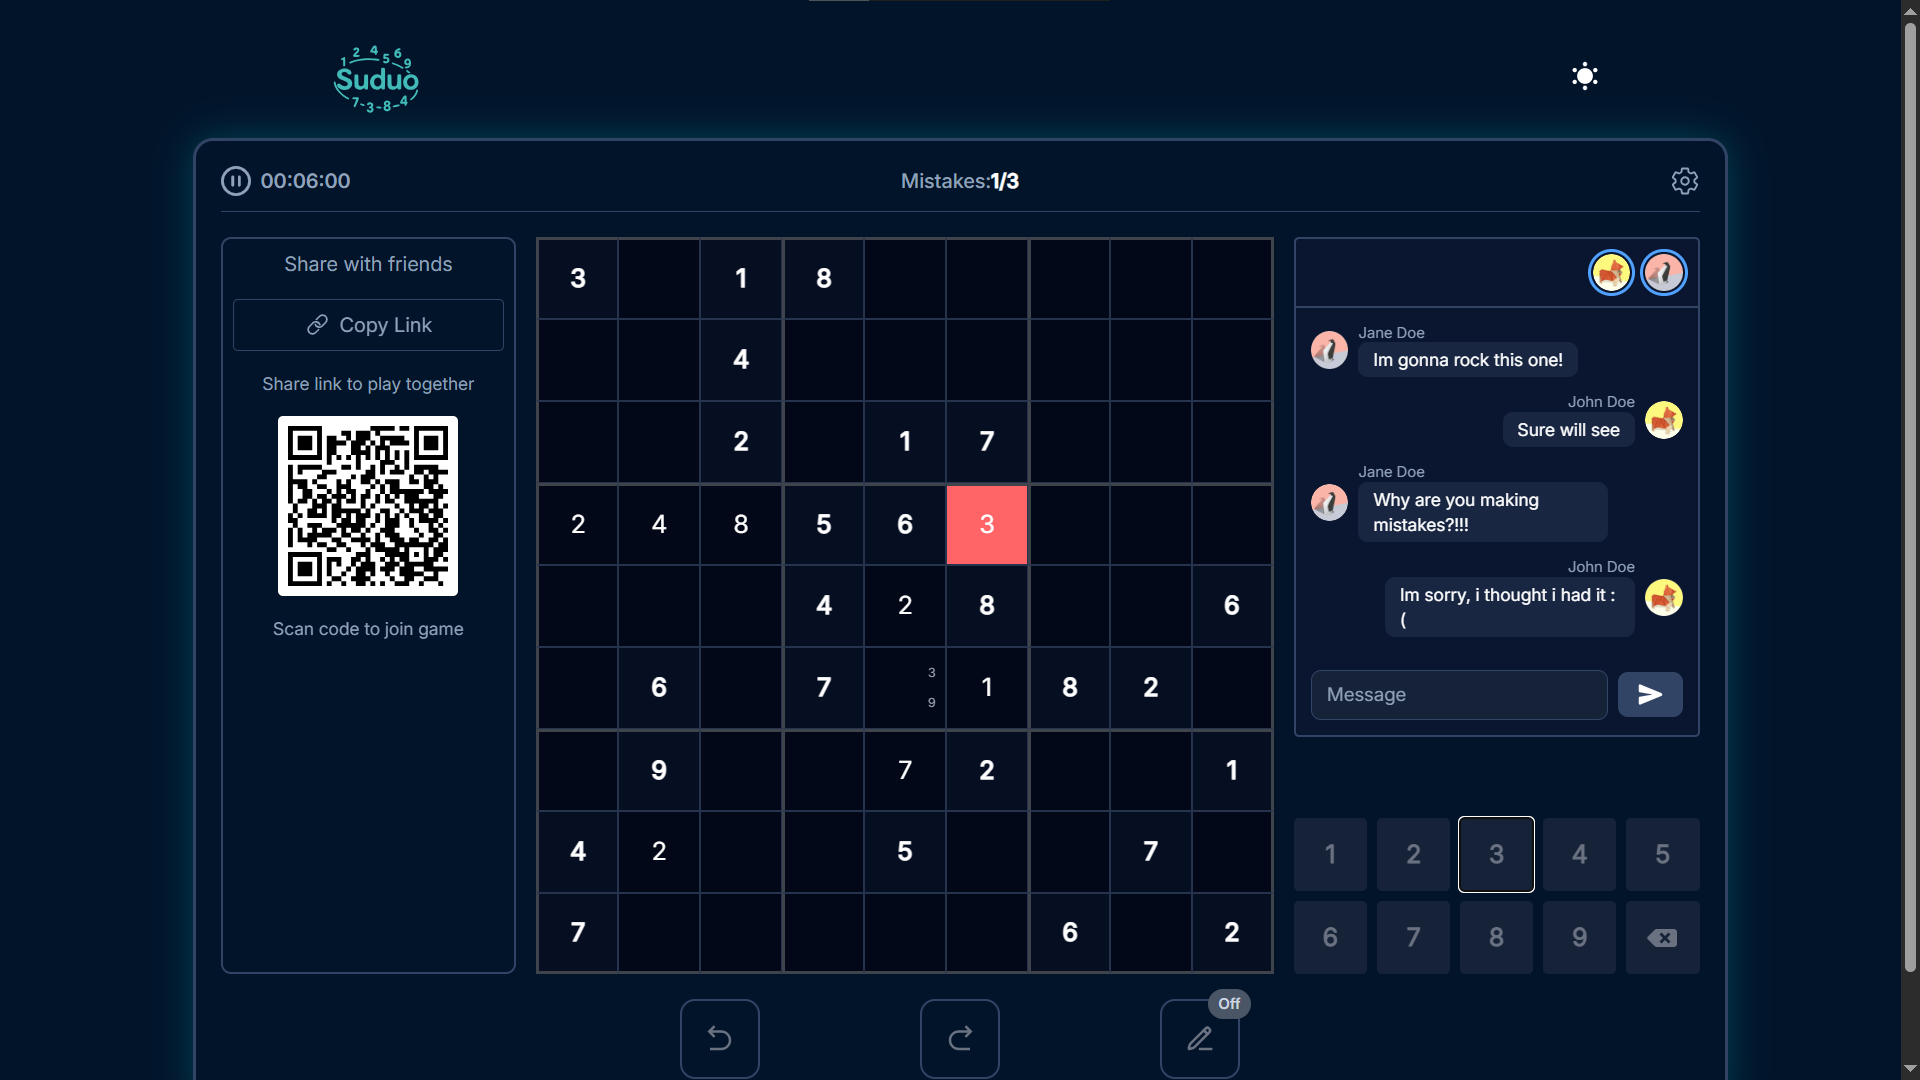 1 2 4 5 6 9
Suduo
7-3-8-4
00:06:00
Mistakes:1/3
Share with friends
Copy Link
Share link to play together
Scan code to join game
3 1 8
4
2 1 7
2 4 8 5 6 3
4 2 8 6
6 7 3 9 1 8 2
9 7 2 1
4 2 5 7
7 6 2
Jane Doe
Im gonna rock this one!
John Doe
Sure will see
Jane Doe
Why are you making
mistakes?!!!
John Doe
Im sorry, i thought i had it :
(
Message
1 2 3 4 5
6 7 8 9
Off